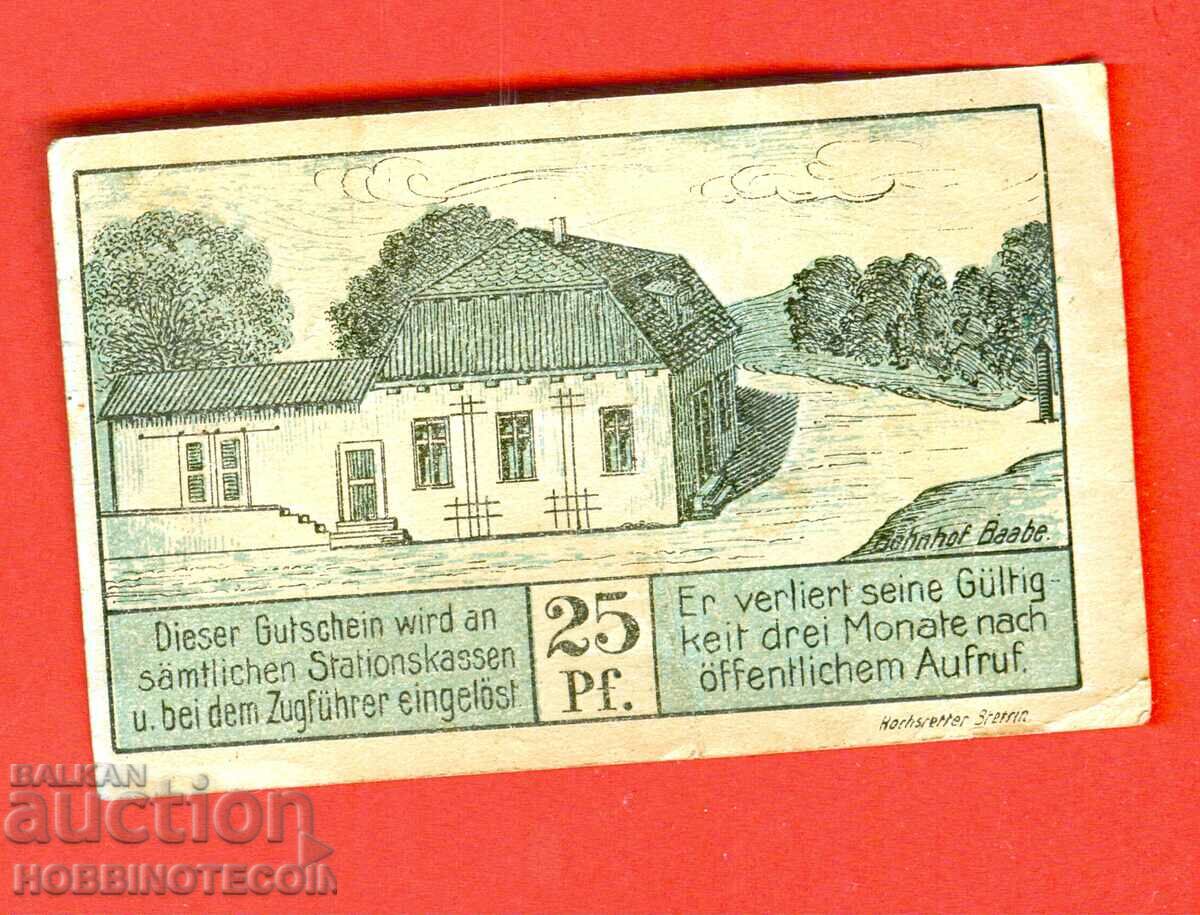 Bahnhof Baabe.
Dieser Gutschein wird an
sämtlichen Stationskassen
u. bei dem Zugführer eingelöst.
25
Pf.
Er verliert seine Gültig-
keit drei Monate nach
öffentlichem Aufruf.
BALKAN
auction
HOBBINOTECOIN